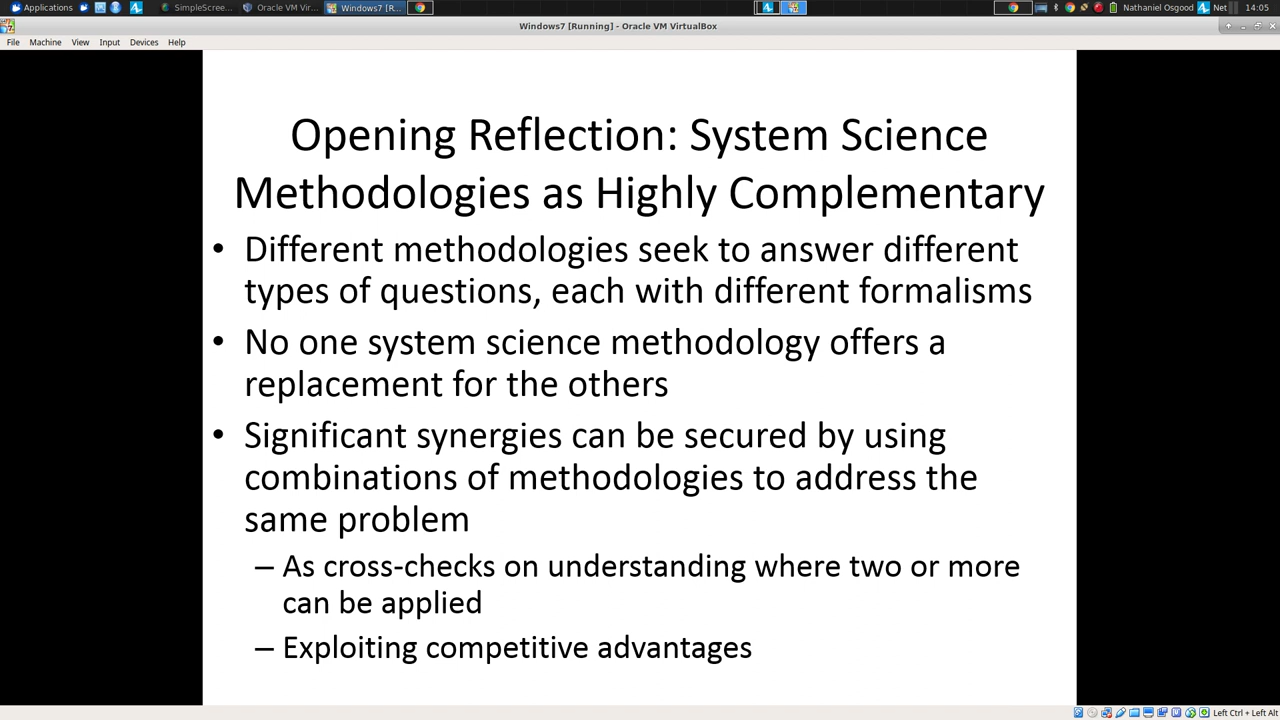 Applications
SimpleScree...
Oracle VM Vir...
Windows7 [R...
Nathaniel Osgood
Net
14:05
Windows7 [Running] - Oracle VM VirtualBox
File Machine View Input Devices Help
Opening Reflection: System Science
Methodologies as Highly Complementary
• Different methodologies seek to answer different
types of questions, each with different formalisms
• No one system science methodology offers a
replacement for the others
• Significant synergies can be secured by using
combinations of methodologies to address the
same problem
– As cross-checks on understanding where two or more
can be applied
– Exploiting competitive advantages
Left Ctrl + Left Alt